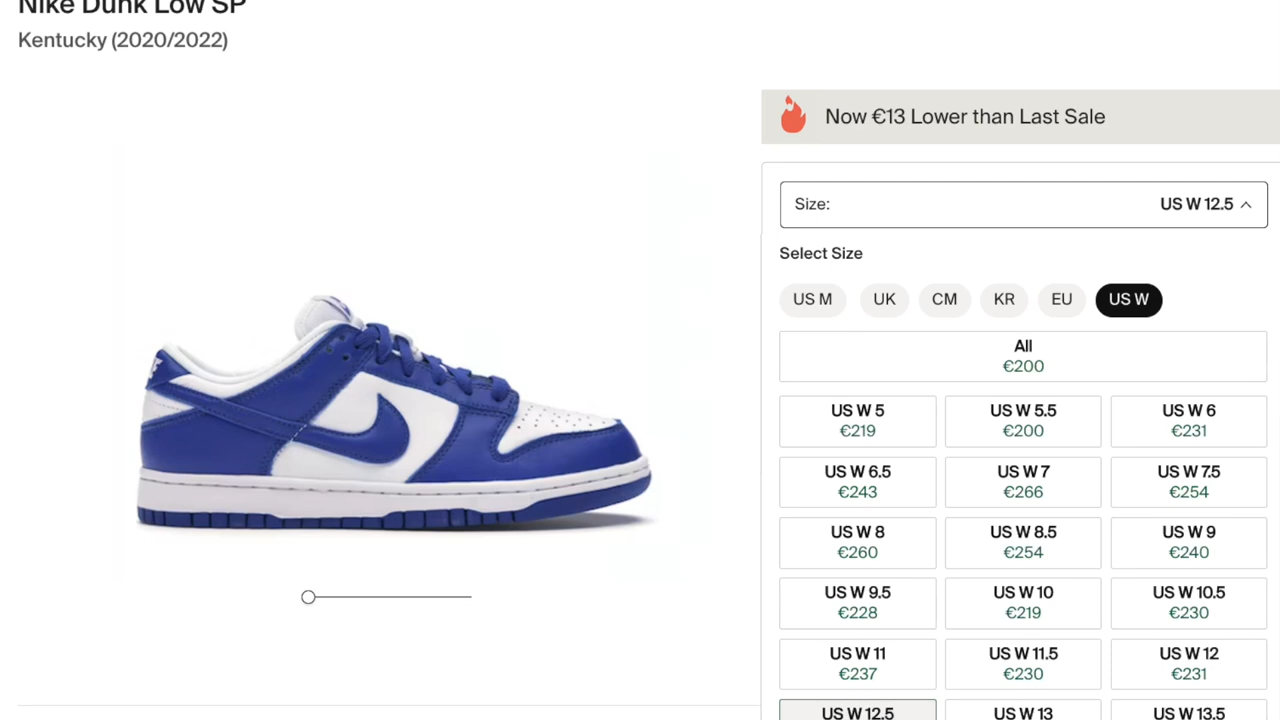 Nike Dunk Low SP
Kentucky (2020/2022)
Now €13 Lower than Last Sale
Size: US W 12.5
Select Size
US M UK CM KR EU US W
All
€200
US W 5 US W 5.5 US W 6
€219 €200 €231
US W 6.5 US W 7 US W 7.5
€243 €266 €254
US W 8 US W 8.5 US W 9
€260 €254 €240
US W 9.5 US W 10 US W 10.5
€228 €219 €230
US W 11 US W 11.5 US W 12
€237 €230 €231
US W 12.5 US W 13 US W 13.5